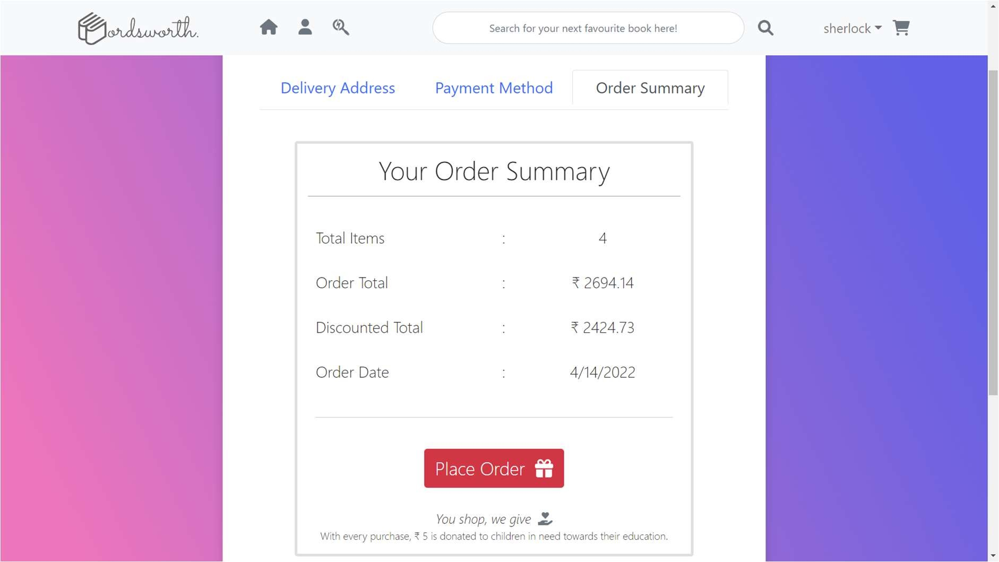 ordsworth.
Search for your next favourite book here!
sherlock
Delivery Address
Payment Method
Order Summary
Your Order Summary
Total Items : 4
Order Total : ₹ 2694.14
Discounted Total : ₹ 2424.73
Order Date : 4/14/2022
Place Order
You shop, we give
With every purchase, ₹ 5 is donated to children in need towards their education.